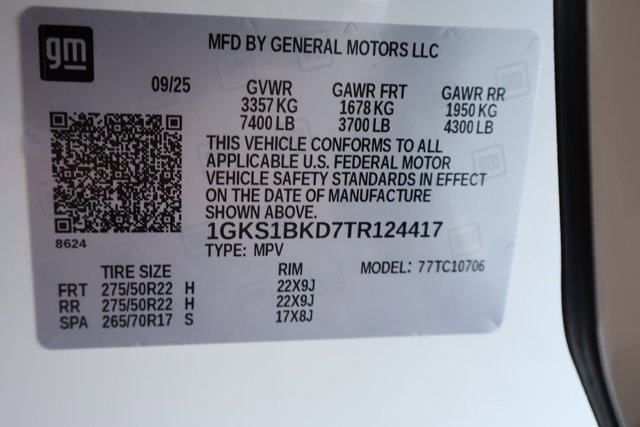 gm
MFD BY GENERAL MOTORS LLC
09/25 GVWR GAWR FRT GAWR RR
3357 KG 1678 KG 1950 KG
7400 LB 3700 LB 4300 LB
THIS VEHICLE CONFORMS TO ALL
APPLICABLE U.S. FEDERAL MOTOR
VEHICLE SAFETY STANDARDS IN EFFECT
ON THE DATE OF MANUFACTURE
SHOWN ABOVE.
1GKS1BKD7TR124417
8624
TYPE: MPV
TIRE SIZE RIM MODEL: 77TC10706
FRT 275/50R22 H 22X9J
RR 275/50R22 H 22X9J
SPA 265/70R17 S 17X8J